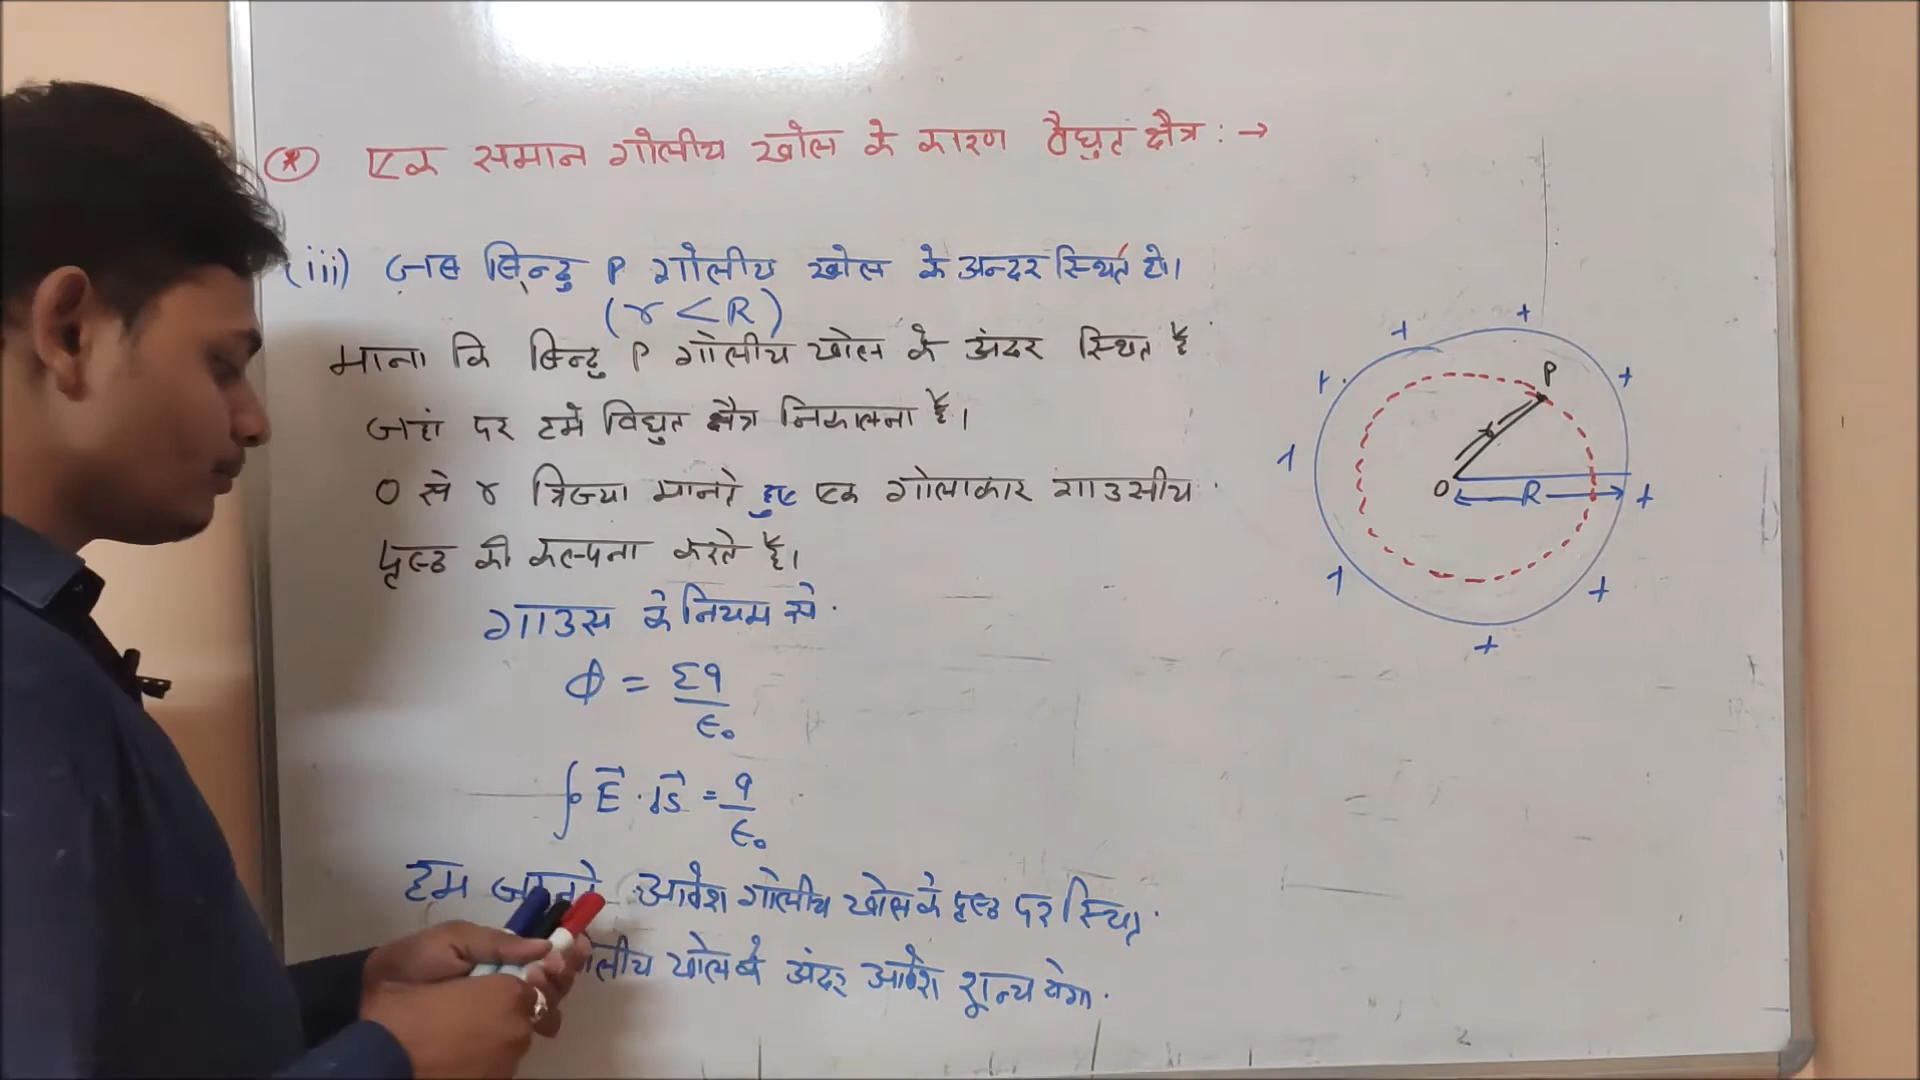 * एक समान गोलीय खोल के कारण वैघुत क्षेत्र : →
(iii) जब बिन्दु P गोलीय खोल के अन्दर स्थित हो।
(r < R)
माना कि बिन्दु P गोलीय खोल के अंदर स्थित है
जहां पर हमें विघुत क्षेत्र निकालना है।
O से r त्रिज्या मानते हुए एक गोलाकार गाउसीय
पृष्ठ की कल्पना करते हैं।
गाउस के नियम से
Φ = Σq / ε₀
∮ E⃗ · ds⃗ = q / ε₀
हम जानते आवेश गोलीय खोल के पृष्ठ पर स्थित
गोलीय खोल के अंदर आवेश शून्य होगा.
+ + + + + + + + + +
P
r
O
R